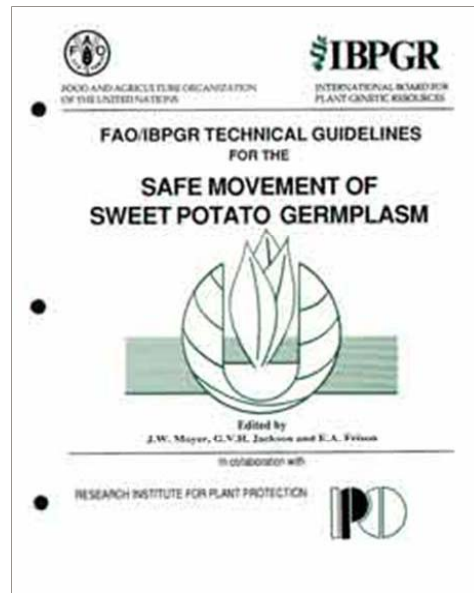 FAO
IBPGR
FOOD AND AGRICULTURE ORGANIZATION
OF THE UNITED NATIONS
INTERNATIONAL BOARD FOR
PLANT GENETIC RESOURCES
FAO/IBPGR TECHNICAL GUIDELINES
FOR THE
SAFE MOVEMENT OF
SWEET POTATO GERMPLASM
Edited by
J.W. Moyer, G.V.H. Jackson and E.A. Frison
In collaboration with
RESEARCH INSTITUTE FOR PLANT PROTECTION
IPO